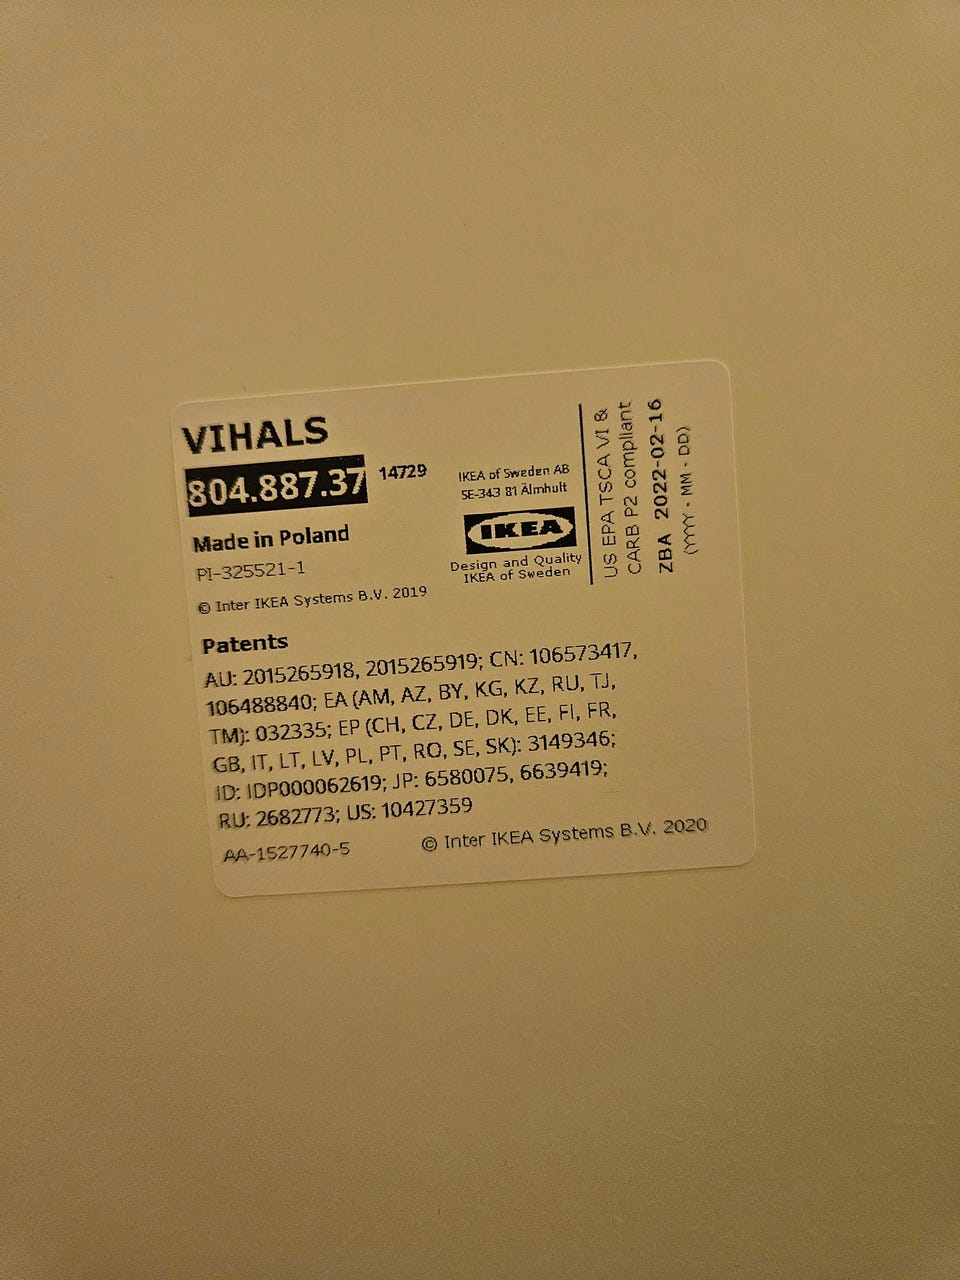 VIHALS
804.887.37 14729
Made in Poland
PI-325521-1
© Inter IKEA Systems B.V. 2019
IKEA of Sweden AB
SE-343 81 Älmhult
IKEA
Design and Quality
IKEA of Sweden
US EPA TSCA VI &
CARB P2 compliant
ZBA 2022-02-16
(YYYY - MM - DD)
Patents
AU: 2015265918, 2015265919; CN: 106573417,
106488840; EA (AM, AZ, BY, KG, KZ, RU, TJ,
TM): 032335; EP (CH, CZ, DE, DK, EE, FI, FR,
GB, IT, LT, LV, PL, PT, RO, SE, SK): 3149346;
ID: IDP000062619; JP: 6580075, 6639419;
RU: 2682773; US: 10427359
AA-1527740-5 © Inter IKEA Systems B.V. 2020